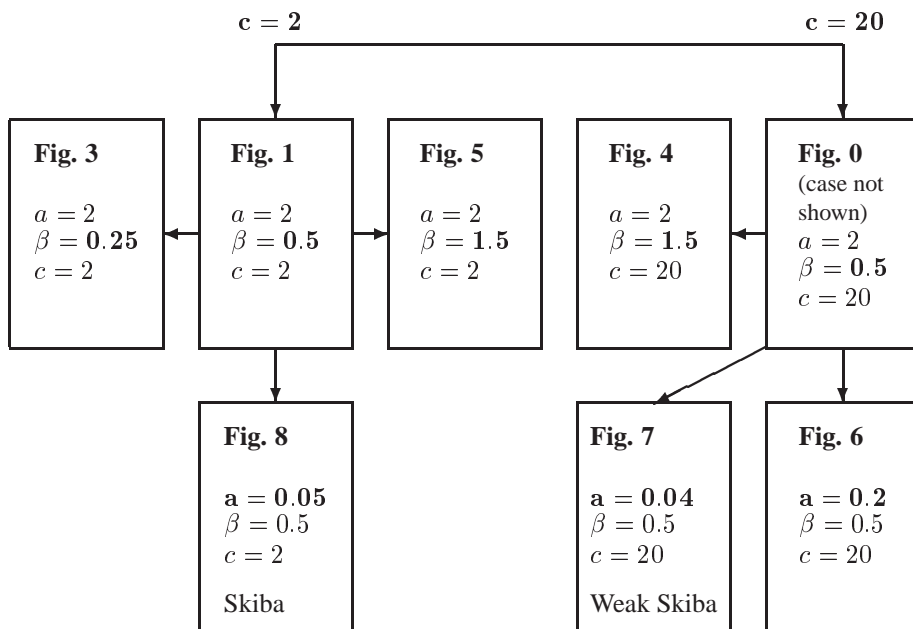 c = 2
c = 20
Fig. 3
a = 2
β = 0.25
c = 2
Fig. 1
a = 2
β = 0.5
c = 2
Fig. 5
a = 2
β = 1.5
c = 2
Fig. 4
a = 2
β = 1.5
c = 20
Fig. 0
(case not
shown)
a = 2
β = 0.5
c = 20
Fig. 8
a = 0.05
β = 0.5
c = 2
Skiba
Fig. 7
a = 0.04
β = 0.5
c = 20
Weak Skiba
Fig. 6
a = 0.2
β = 0.5
c = 20